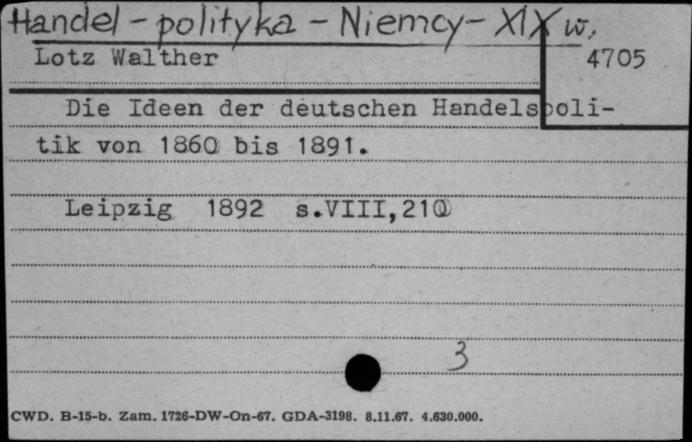 Handel - polityka - Niemcy - XIX w.
Lotz Walther
4705
Die Ideen der deutschen Handelspoli-
tik von 1860 bis 1891.
Leipzig 1892 s.VIII,210
3
CWD. B-15-b. Zam. 1726-DW-On-67. GDA-3198. 8.11.67. 4.630.000.